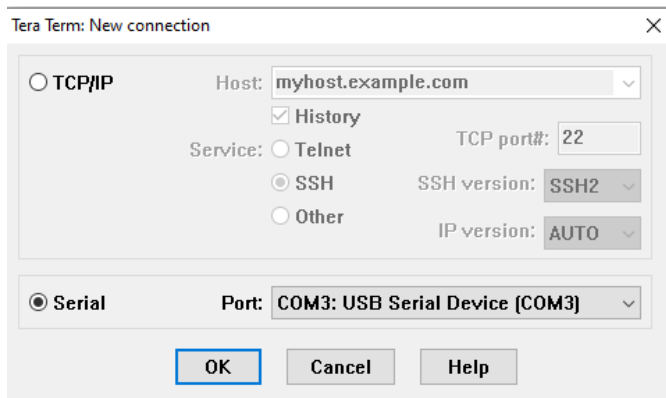 Tera Term: New connection
TCP/IP
Host: myhost.example.com
History
Service: Telnet
TCP port#: 22
SSH
SSH version: SSH2
Other
IP version: AUTO
Serial
Port: COM3: USB Serial Device (COM3)
OK
Cancel
Help